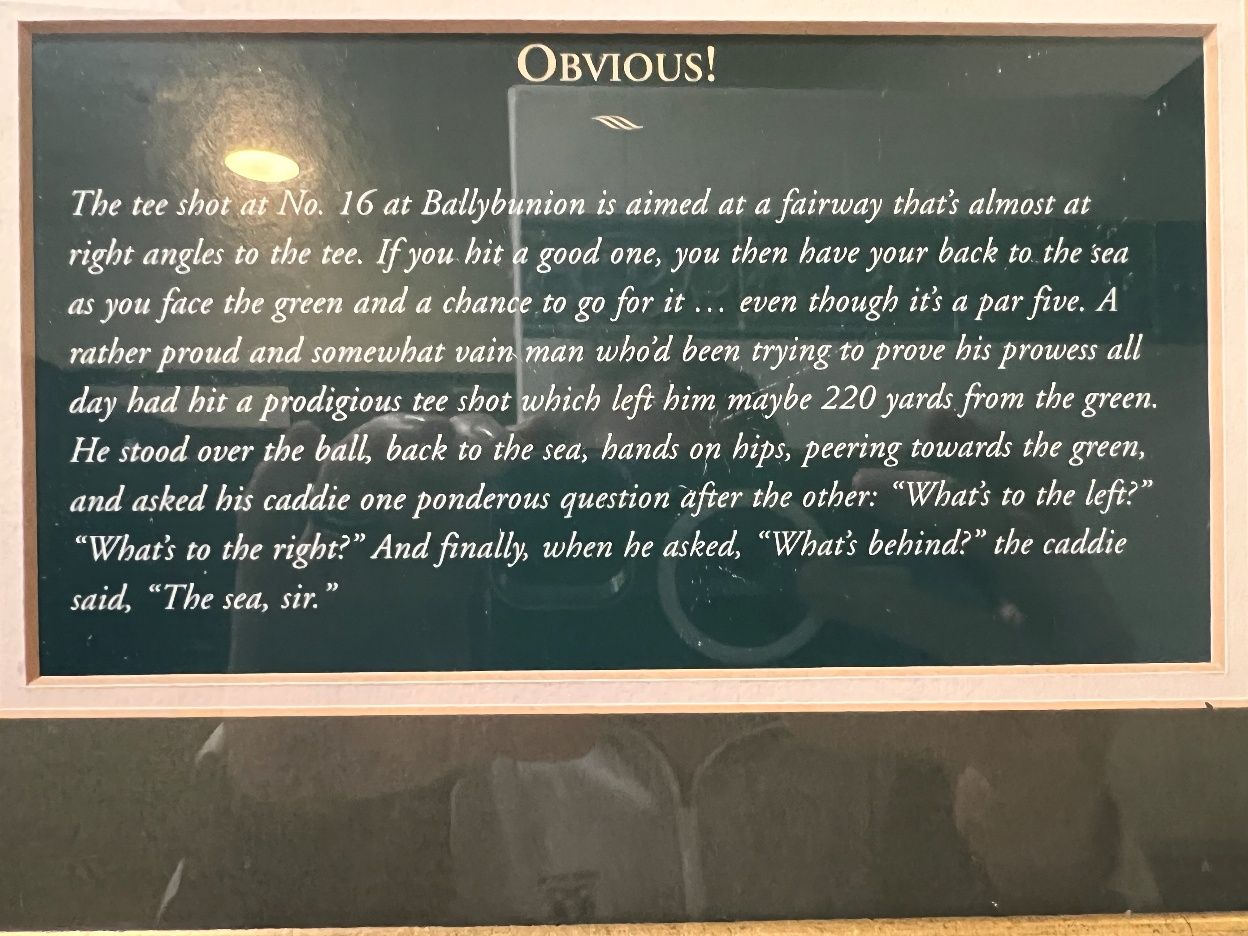 OBVIOUS!
The tee shot at No. 16 at Ballybunion is aimed at a fairway that’s almost at
right angles to the tee. If you hit a good one, you then have your back to the sea
as you face the green and a chance to go for it … even though it’s a par five. A
rather proud and somewhat vain man who’d been trying to prove his prowess all
day had hit a prodigious tee shot which left him maybe 220 yards from the green.
He stood over the ball, back to the sea, hands on hips, peering towards the green,
and asked his caddie one ponderous question after the other: “What’s to the left?”
“What’s to the right?” And finally, when he asked, “What’s behind?” the caddie
said, “The sea, sir.”